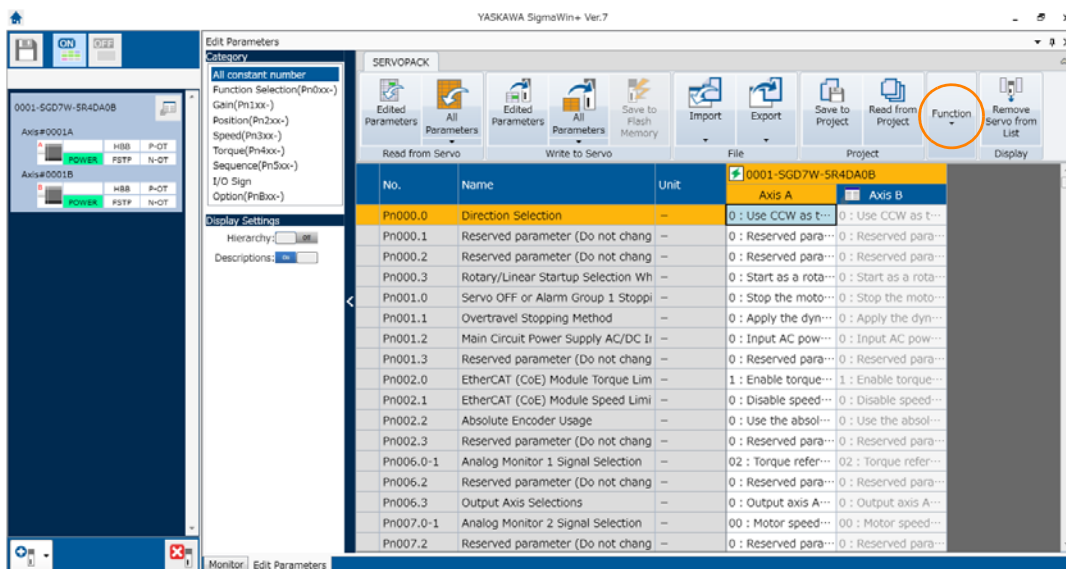 YASKAWA SigmaWin+ Ver.7
ON OFF
0001-SGD7W-5R4DA0B
Axis#0001A
A HBB P-OT
POWER FSTP N-OT
Axis#0001B
B HBB P-OT
POWER FSTP N-OT
Edit Parameters
Category
All constant number
Function Selection(Pn0xx-)
Gain(Pn1xx-)
Position(Pn2xx-)
Speed(Pn3xx-)
Torque(Pn4xx-)
Sequence(Pn5xx-)
I/O Sign
Option(PnBxx-)
Display Settings
Hierarchy: Off
Descriptions: On
SERVOPACK
Edited Parameters
All Parameters
Read from Servo
Edited Parameters
All Parameters
Save to Flash Memory
Write to Servo
Import
Export
File
Save to Project
Read from Project
Project
Function
Remove Servo from List
Display
No. Name Unit 0001-SGD7W-5R4DA0B
Axis A Axis B
Pn000.0 Direction Selection – 0 : Use CCW as t··· 0 : Use CCW as t···
Pn000.1 Reserved parameter (Do not chang – 0 : Reserved para··· 0 : Reserved para···
Pn000.2 Reserved parameter (Do not chang – 0 : Reserved para··· 0 : Reserved para···
Pn000.3 Rotary/Linear Startup Selection Wh – 0 : Start as a rota··· 0 : Start as a rota···
Pn001.0 Servo OFF or Alarm Group 1 Stoppi – 0 : Stop the moto··· 0 : Stop the moto···
Pn001.1 Overtravel Stopping Method – 0 : Apply the dyn··· 0 : Apply the dyn···
Pn001.2 Main Circuit Power Supply AC/DC I – 0 : Input AC pow··· 0 : Input AC pow···
Pn001.3 Reserved parameter (Do not chang – 0 : Reserved para··· 0 : Reserved para···
Pn002.0 EtherCAT (CoE) Module Torque Lim – 1 : Enable torque··· 1 : Enable torque···
Pn002.1 EtherCAT (CoE) Module Speed Limi – 0 : Disable speed··· 0 : Disable speed···
Pn002.2 Absolute Encoder Usage – 0 : Use the absol··· 0 : Use the absol···
Pn002.3 Reserved parameter (Do not chang – 0 : Reserved para··· 0 : Reserved para···
Pn006.0-1 Analog Monitor 1 Signal Selection – 02 : Torque refer··· 02 : Torque refer···
Pn006.2 Reserved parameter (Do not chang – 0 : Reserved para··· 0 : Reserved para···
Pn006.3 Output Axis Selections – 0 : Output axis A··· 0 : Output axis A···
Pn007.0-1 Analog Monitor 2 Signal Selection – 00 : Motor speed··· 00 : Motor speed···
Pn007.2 Reserved parameter (Do not chang – 0 : Reserved para··· 0 : Reserved para···
Monitor Edit Parameters